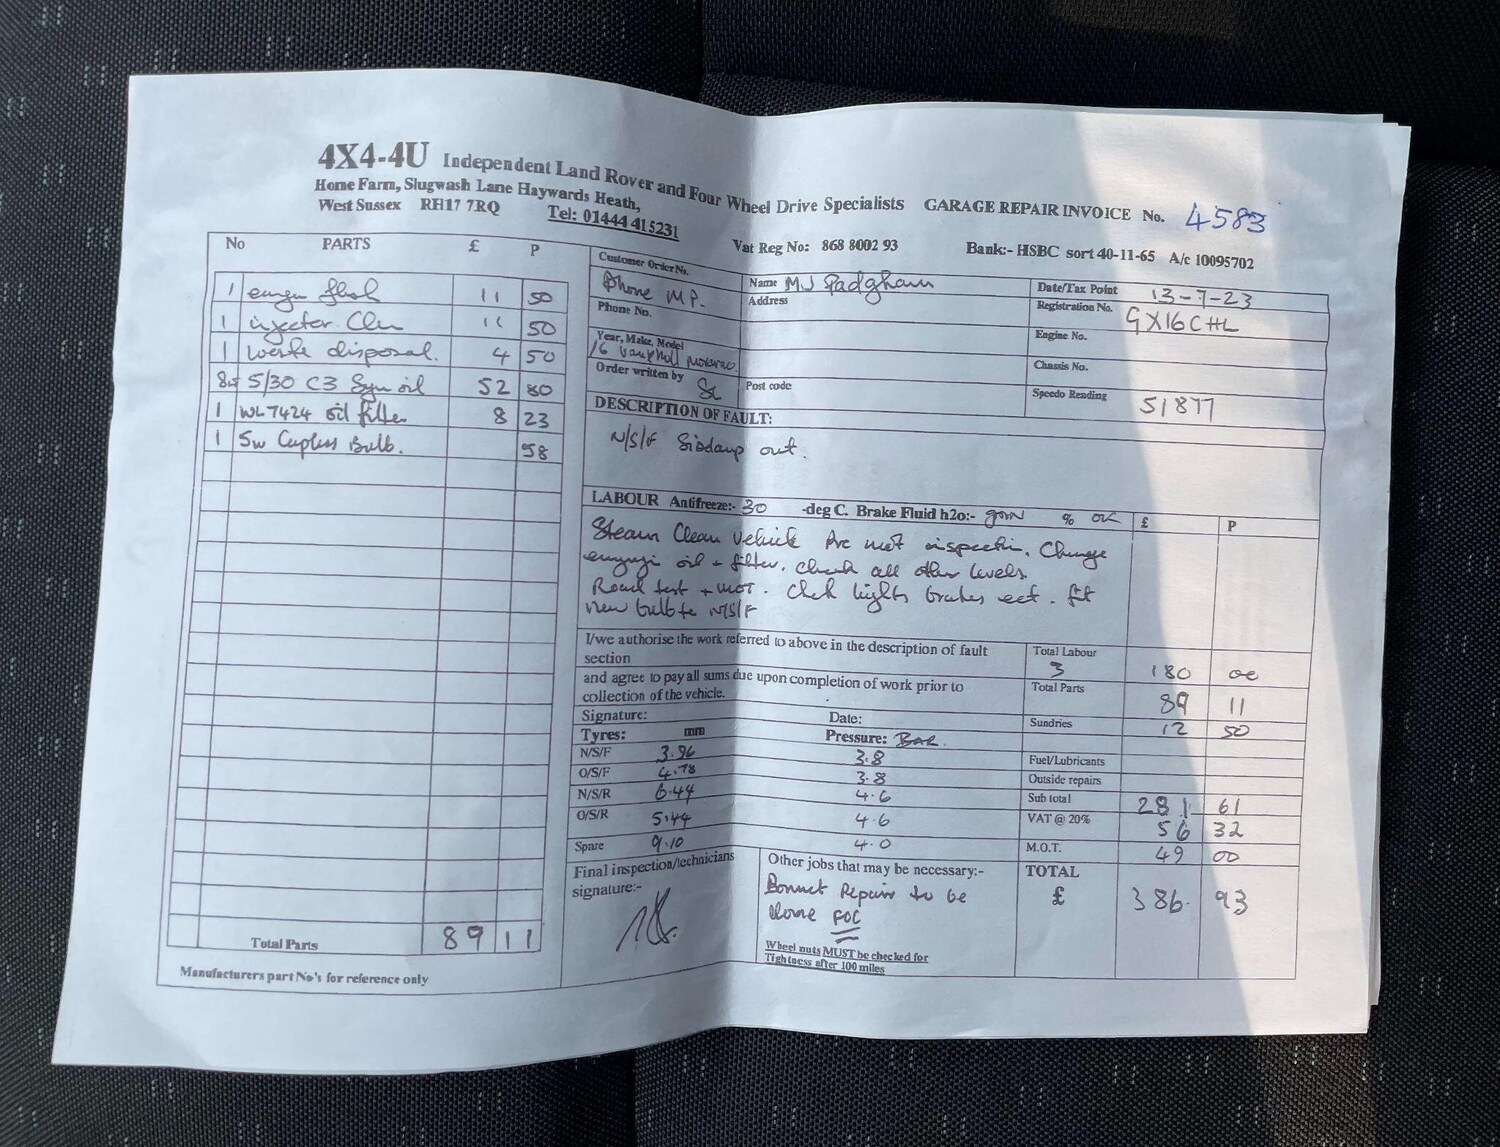 4X4-4U Independent Land Rover and Four Wheel Drive Specialists GARAGE REPAIR INVOICE No. 4583
Home Farm, Slugwash Lane Haywards Heath,
West Sussex RH17 7RQ Tel: 01444 415231
Vat Reg No: 868 8002 93 Bank:- HSBC sort 40-11-65 A/c 10095702
No PARTS £ P
1 engin flush 11 50
1 injector Cln 11 50
1 waste disposal. 4 50
8LT 5/30 C3 Syn oil 52 80
1 WL7424 oil filter 8 23
1 5w Capless Bulb. 58
Total Parts 89 11
Manufacturers part No's for reference only
Customer Order Nr.
Phone MP.
Phone No.
Year, Make, Model
16 Vauxhall Movano
Order written by SL
Name MJ Padgham
Address
Post code
Date/Tax Point 13-7-23
Registration No. GX16CHL
Engine No.
Chassis No.
Speedo Reading 51877
DESCRIPTION OF FAULT:
N/S/F Sidelamp out.
LABOUR Antifreeze:- 30 -deg C. Brake Fluid h2o:- % OK £ P
Steam Clean vehicle Pre mot inspection. Change
oil + filter. check all other levels
Road test + MOT. Chek lights brakes ect. fit
new bulb to N/S/F
I/we authorise the work referred to above in the description of fault
section
and agree to pay all sums due upon completion of work prior to
collection of the vehicle.
Signature: Date:
Tyres: mm Pressure: BAR.
N/S/F 3.96 3.8
O/S/F 4.78 3.8
N/S/R 6.44 4.6
O/S/R 5.44 4.6
Spare 9.10 4.0
Total Labour
3 180 00
Total Parts 89 11
Sundries 12 50
Fuel/Lubricants
Outside repairs
Sub total 281 61
VAT @ 20% 56 32
M.O.T. 49 00
TOTAL
£ 386. 93
Final inspection/technicians
signature:-
Other jobs that may be necessary:-
Bonnet Repair to be
done FOC
Wheel nuts MUST be checked for
Tightness after 100 miles